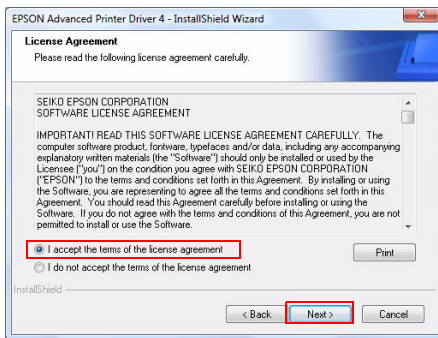 EPSON Advanced Printer Driver 4 - InstallShield Wizard
License Agreement
Please read the following license agreement carefully.
SEIKO EPSON CORPORATION
SOFTWARE LICENSE AGREEMENT
IMPORTANT! READ THIS SOFTWARE LICENSE AGREEMENT CAREFULLY. The
computer software product, fontware, typefaces and/or data, including any accompanying
explanatory written materials (the "Software") should only be installed or used by the
Licensee ("you") on the condition you agree with SEIKO EPSON CORPORATION
("EPSON") to the terms and conditions set forth in this Agreement. By installing or using
the Software, you are representing to agree all the terms and conditions set forth in this
Agreement. You should read this Agreement carefully before installing or using the
Software. If you do not agree with the terms and conditions of this Agreement, you are not
permitted to install or use the Software.
I accept the terms of the license agreement
Print
I do not accept the terms of the license agreement
InstallShield
< Back Next > Cancel